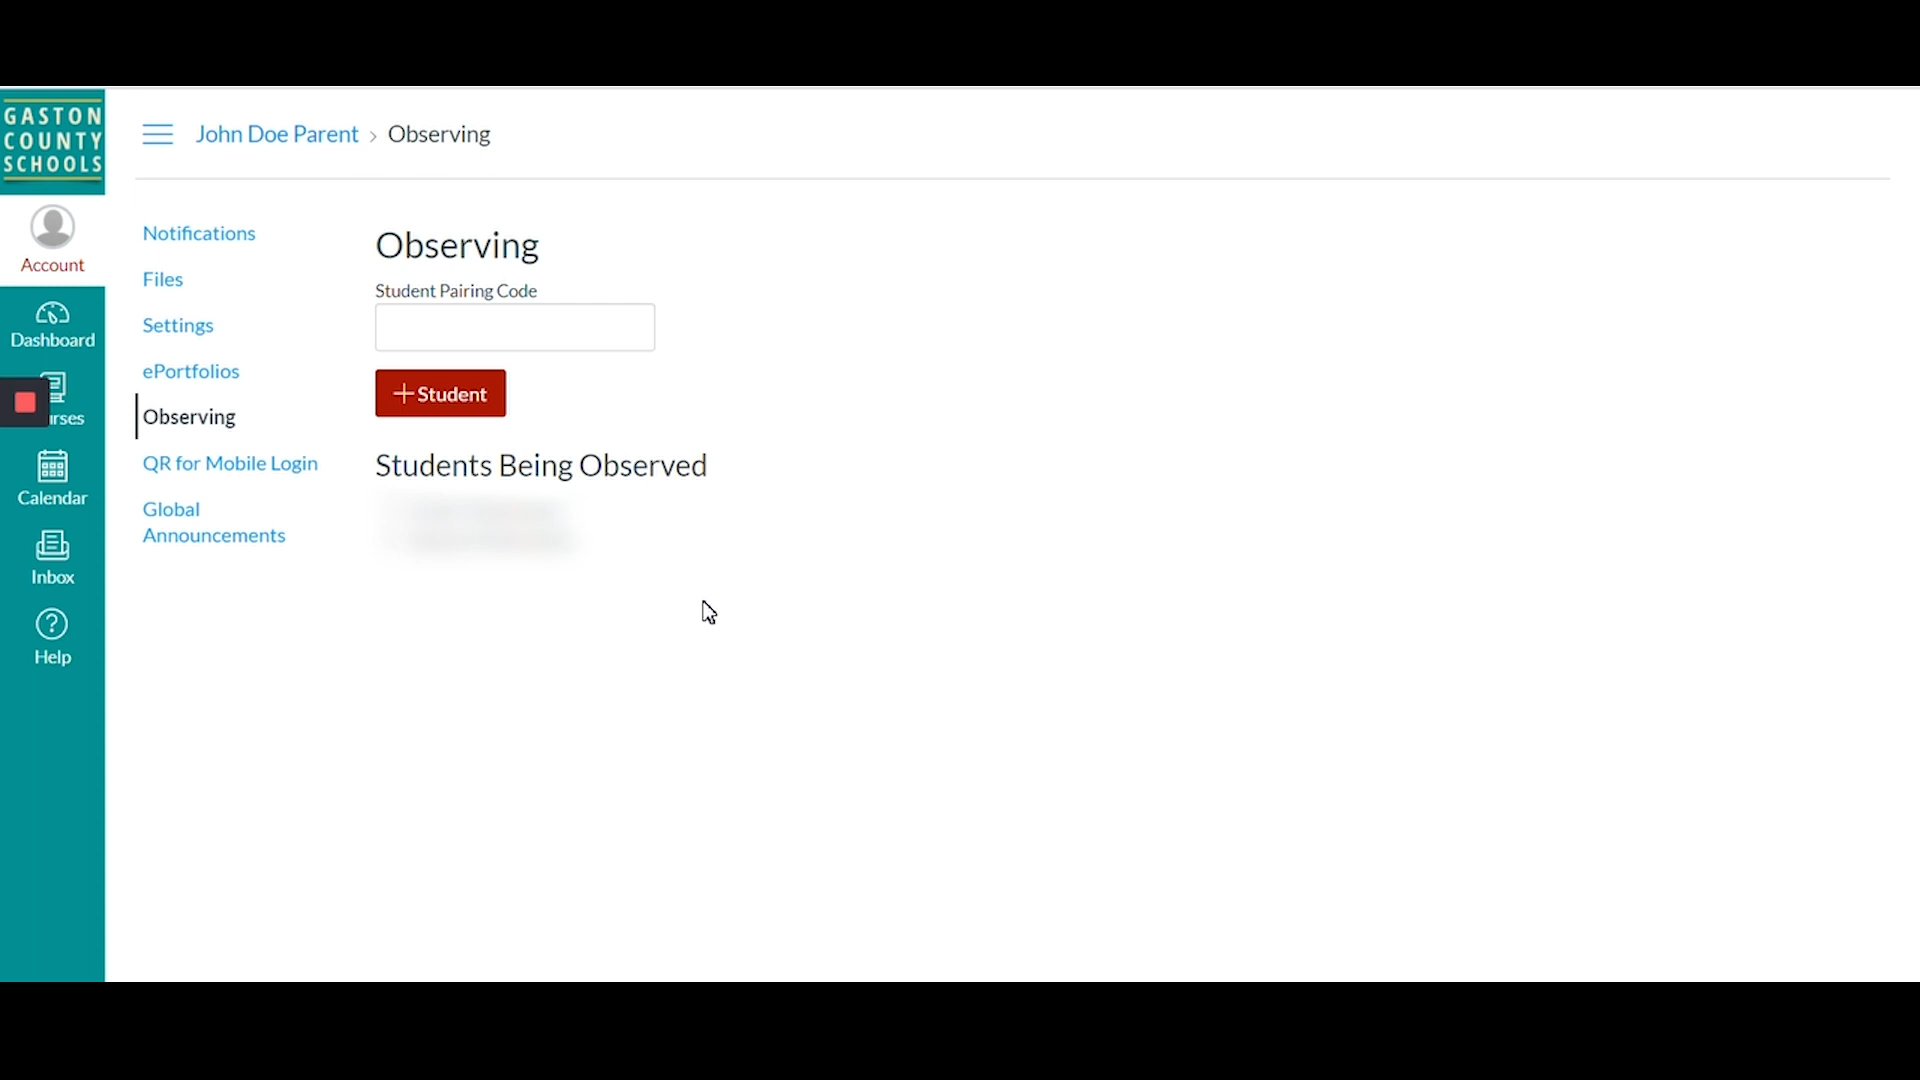 GASTON
COUNTY
SCHOOLS
John Doe Parent > Observing
Account
Dashboard
rses
Calendar
Inbox
Help
Notifications
Files
Settings
ePortfolios
Observing
QR for Mobile Login
Global
Announcements
Observing
Student Pairing Code
+ Student
Students Being Observed